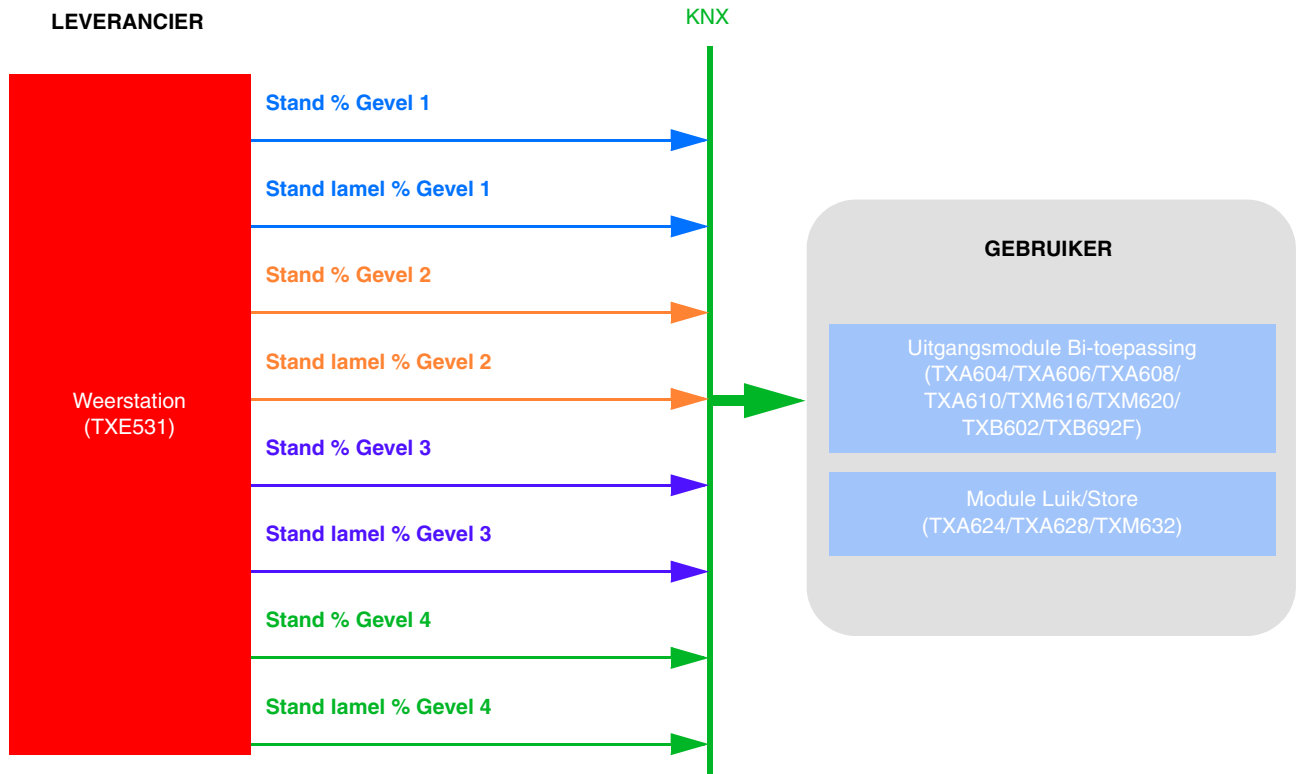 LEVERANCIER
KNX
Stand % Gevel 1
Stand lamel % Gevel 1
Stand % Gevel 2
Stand lamel % Gevel 2
Stand % Gevel 3
Stand lamel % Gevel 3
Stand % Gevel 4
Stand lamel % Gevel 4
Weerstation
(TXE531)
GEBRUIKER
Uitgangsmodule Bi-toepassing
(TXA604/TXA606/TXA608/
TXA610/TXM616/TXM620/
TXB602/TXB692F)
Module Luik/Store
(TXA624/TXA628/TXM632)